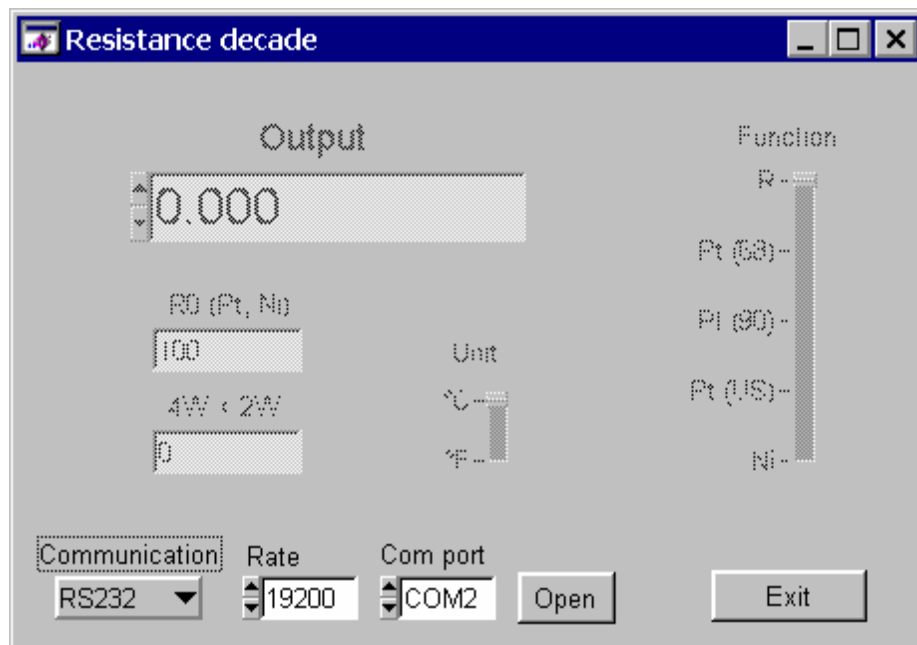 Resistance decade
Output
Function
0.000
R
Pt (68)
R0 (Pt, Ni)
Pt (90)
100
Unit
4W < 2W
°C
Pt (US)
0
°F
Ni
Communication
Rate
Com port
RS232
19200
COM2
Open
Exit